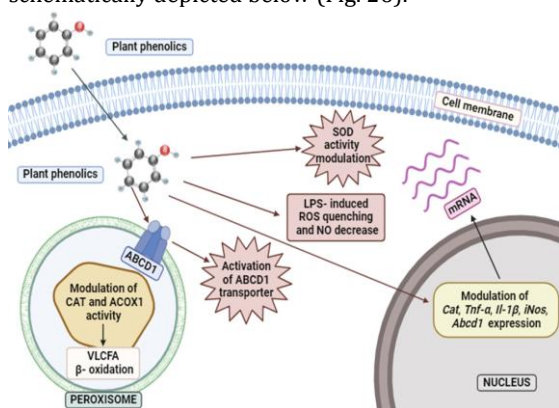 schematically depicted below (Fig. 26).
Plant phenolics
Cell membrane
SOD
activity
modulation
Plant phenolics
mRNA
LPS- induced
ROS quenching
and NO decrease
ABCD1
Activation
of ABCD1
transporter
Modulation of
CAT and ACOX1
activity
VLCFA
β- oxidation
PEROXISOME
Modulation of
Cat, Tnf-α, Il-1β, iNos,
Abcd1 expression
NUCLEUS